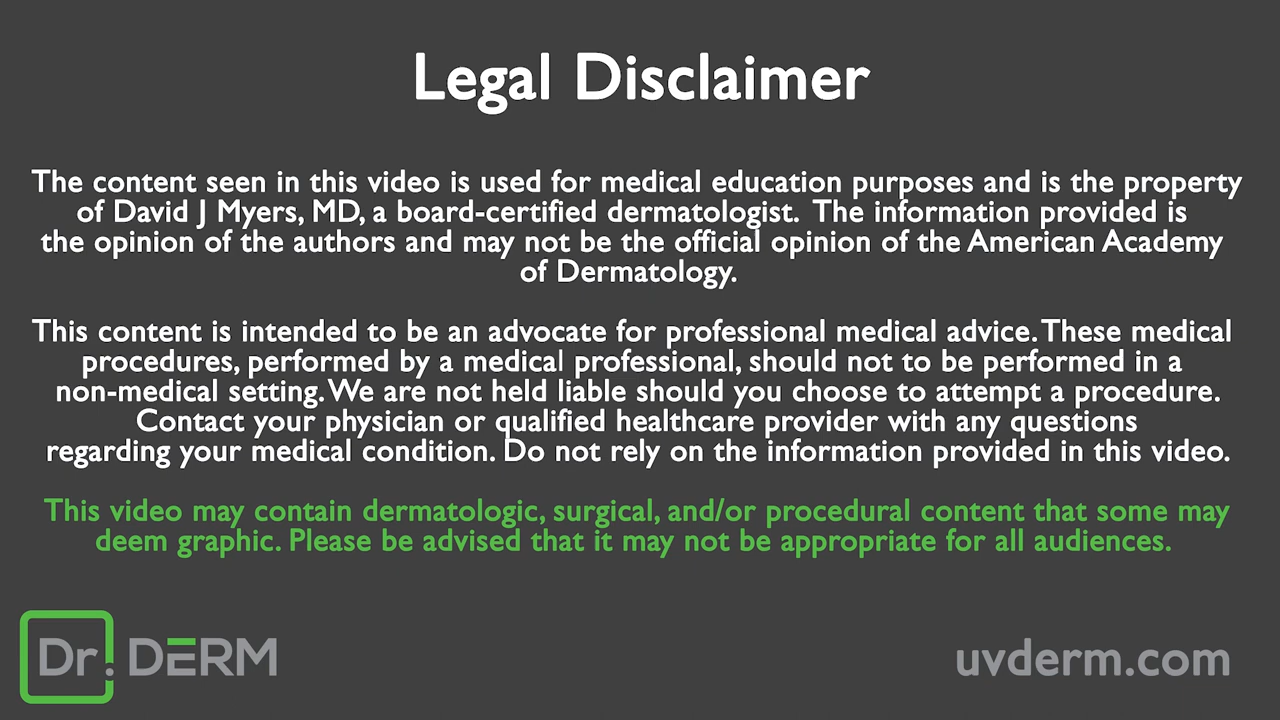 Legal Disclaimer
The content seen in this video is used for medical education purposes and is the property
of David J Myers, MD, a board-certified dermatologist. The information provided is
the opinion of the authors and may not be the official opinion of the American Academy
of Dermatology.
This content is intended to be an advocate for professional medical advice. These medical
procedures, performed by a medical professional, should not to be performed in a
non-medical setting. We are not held liable should you choose to attempt a procedure.
Contact your physician or qualified healthcare provider with any questions
regarding your medical condition. Do not rely on the information provided in this video.
This video may contain dermatologic, surgical, and/or procedural content that some may
deem graphic. Please be advised that it may not be appropriate for all audiences.
Dr. DERM
uvderm.com